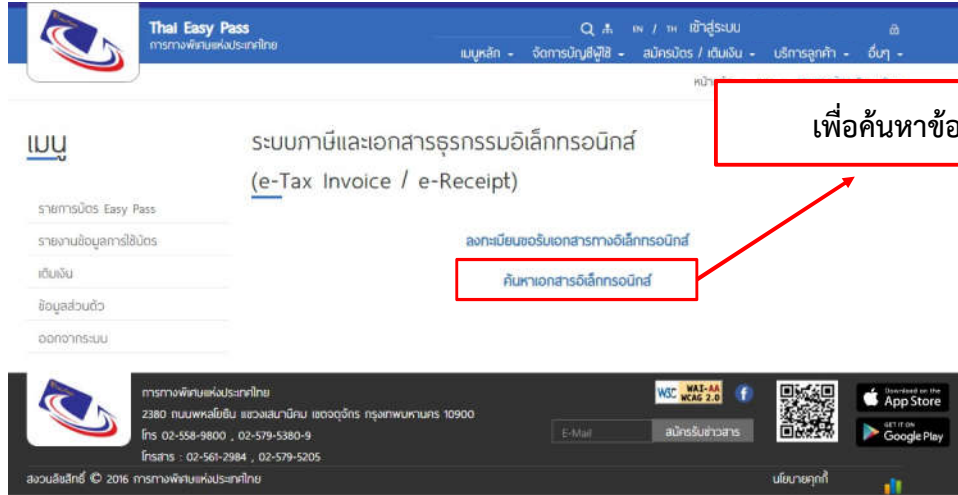 Thai Easy Pass
การทางพิเศษแห่งประเทศไทย
EN / TH เข้าสู่ระบบ
เมนูหลัก จัดการบัญชีผู้ใช้ สมัครบัตร / เติมเงิน บริการลูกค้า อื่นๆ
เพื่อค้นหาข้อ
เมนู
รายการบัตร Easy Pass
รายงานข้อมูลการใช้บัตร
เติมเงิน
ข้อมูลส่วนตัว
ออกจากระบบ
ระบบภาษีและเอกสารธุรกรรมอิเล็กทรอนิกส์
(e-Tax Invoice / e-Receipt)
ลงทะเบียนขอรับเอกสารทางอิเล็กทรอนิกส์
ค้นหาเอกสารอิเล็กทรอนิกส์
การทางพิเศษแห่งประเทศไทย
2380 ถนนพหลโยธิน แขวงเสนานิคม เขตจตุจักร กรุงเทพมหานคร 10900
โทร 02-558-9800 , 02-579-5380-9
โทรสาร : 02-561-2984 , 02-579-5205
W3C WAI-AA WCAG 2.0
E-Mail สมัครรับข่าวสาร
Download on the
App Store
GET IT ON
Google Play
สงวนลิขสิทธิ์ © 2016 การทางพิเศษแห่งประเทศไทย
นโยบายคุกกี้